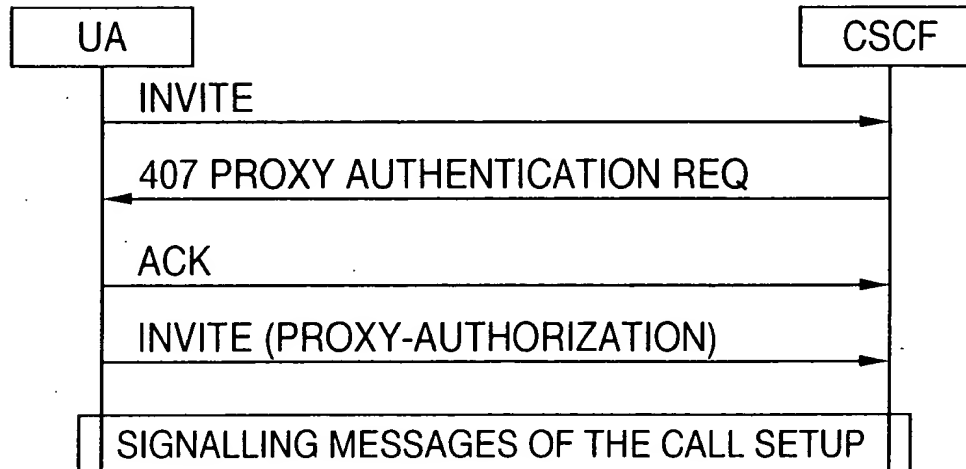 UA
CSCF
INVITE
407 PROXY AUTHENTICATION REQ
ACK
INVITE (PROXY-AUTHORIZATION)
SIGNALLING MESSAGES OF THE CALL SETUP